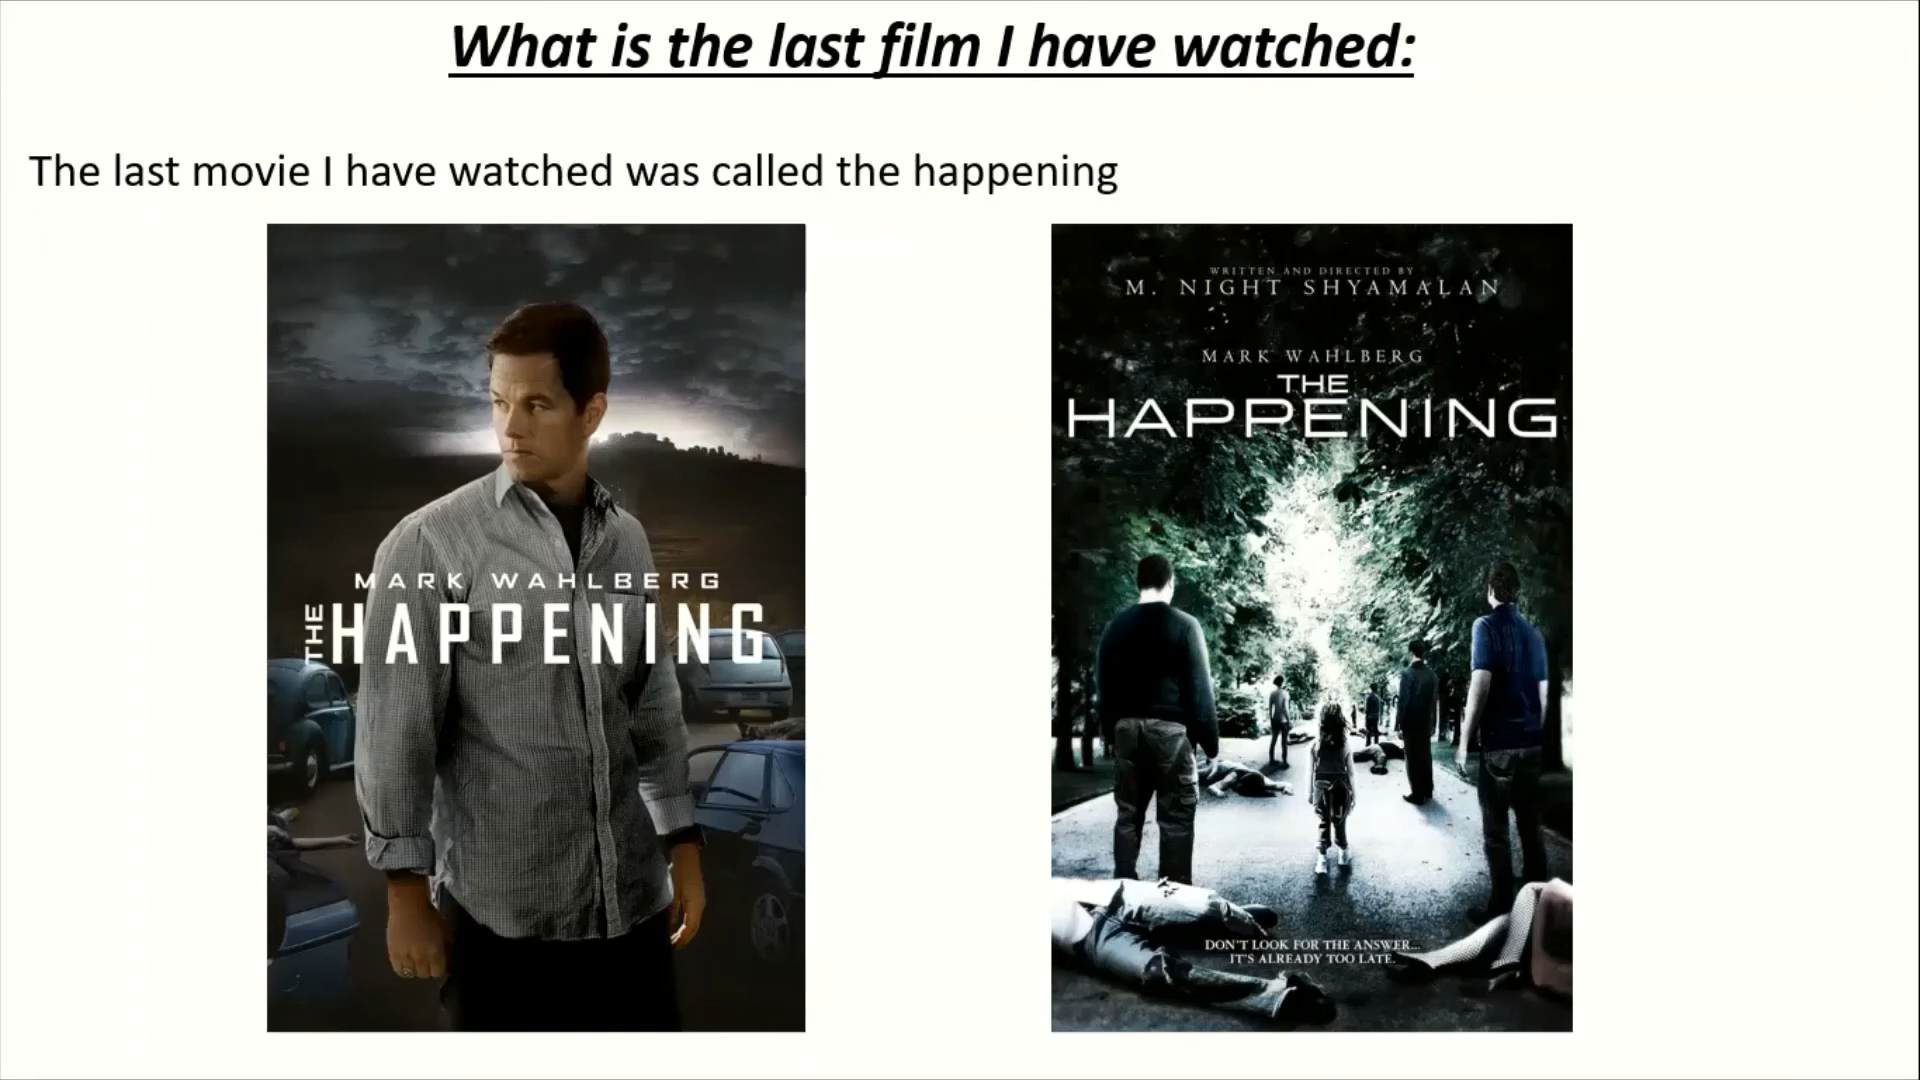 What is the last film I have watched:
The last movie I have watched was called the happening
MARK WAHLBERG
THE HAPPENING
WRITTEN AND DIRECTED BY
M. NIGHT SHYAMALAN
MARK WAHLBERG
THE
HAPPENING
DON'T LOOK FOR THE ANSWER...
IT'S ALREADY TOO LATE.